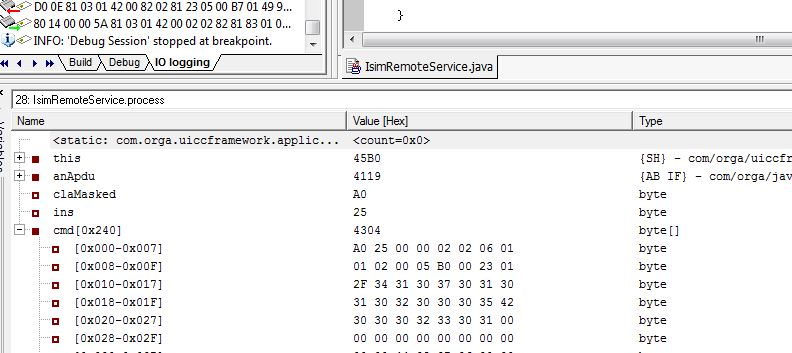 D0 0E 81 03 01 42 00 82 02 81 23 05 00 B7 01 49 9...
80 14 00 00 5A 81 03 01 42 00 02 02 82 81 83 01 0...
INFO: 'Debug Session' stopped at breakpoint.
}
Build Debug IO logging
IsimRemoteService.java
28: IsimRemoteService.process
Name Value [Hex] Type
<static: com.orga.uiccframework.applic... <count=0x0>
this 45B0 {SH} - com/orga/uiccfr
anApdu 4119 {AB IF} - com/orga/jav
claMasked A0 byte
ins 25 byte
cmd[0x240] 4304 byte[]
[0x000-0x007] A0 25 00 00 02 02 06 01 byte
[0x008-0x00F] 01 02 00 05 B0 00 23 01 byte
[0x010-0x017] 2F 34 31 30 37 30 31 30 byte
[0x018-0x01F] 31 30 32 30 30 30 35 42 byte
[0x020-0x027] 30 30 30 32 33 30 31 00 byte
[0x028-0x02F] 00 00 00 00 00 00 00 00 byte